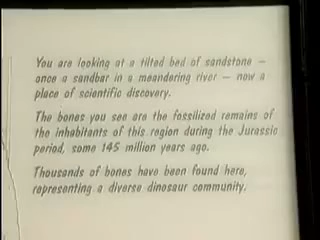 You are looking at a tilted bed of sandstone —
once a sandbar in a meandering river — now a
place of scientific discovery.
The bones you see are the fossilized remains of
the inhabitants of this region during the Jurassic
period, some 145 million years ago.
Thousands of bones have been found here,
representing a diverse dinosaur community.